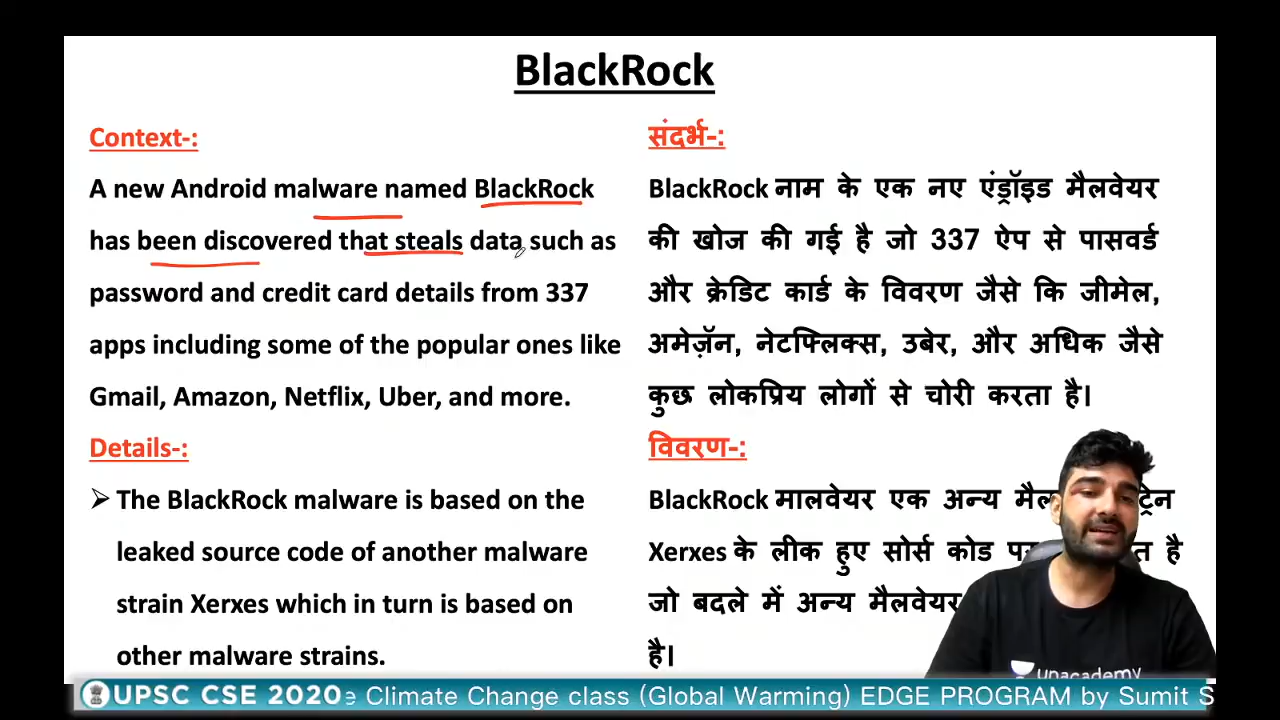 BlackRock
Context-:
A new Android malware named BlackRock
has been discovered that steals data such as
password and credit card details from 337
apps including some of the popular ones like
Gmail, Amazon, Netflix, Uber, and more.
Details-:
➢ The BlackRock malware is based on the
leaked source code of another malware
strain Xerxes which in turn is based on
other malware strains.
संदर्भ-:
BlackRock नाम के एक नए एंड्रॉइड मैलवेयर
की खोज की गई है जो 337 ऐप से पासवर्ड
और क्रेडिट कार्ड के विवरण जैसे कि जीमेल,
अमेज़ॅन, नेटफ्लिक्स, उबेर, और अधिक जैसे
कुछ लोकप्रिय लोगों से चोरी करता है।
विवरण-:
BlackRock मालवेयर एक अन्य
Xerxes के लीक हुए सोर्स कोड है
जो बदले में अन्य मैलवेयर
है।
unacademy
UPSC CSE 2020 Climate Change class (Global Warming) EDGE PROGRAM by Sumit S